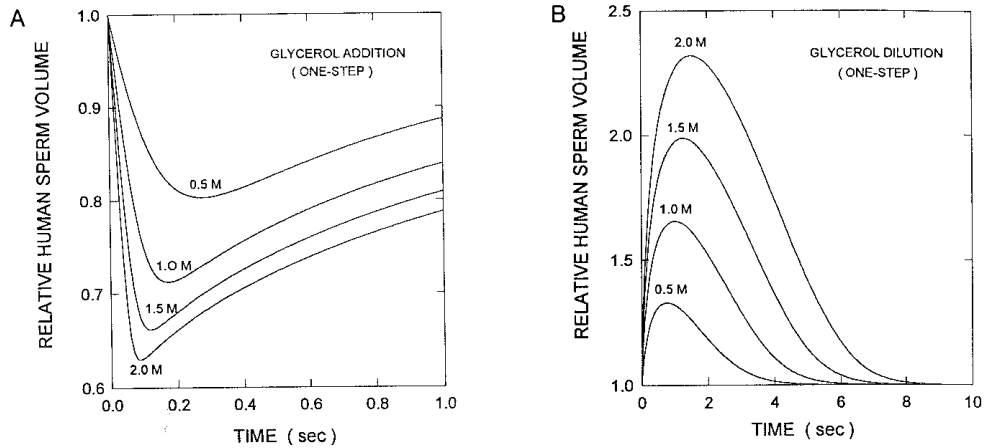 A
RELATIVE HUMAN SPERM VOLUME
1.0
0.9
0.8
0.7
0.6
GLYCEROL ADDITION
( ONE-STEP )
0.5 M
1.0 M
1.5 M
2.0 M
0.0 0.2 0.4 0.6 0.8 1.0
TIME ( sec )
B
RELATIVE HUMAN SPERM VOLUME
2.5
2.0
1.5
1.0
GLYCEROL DILUTION
(ONE-STEP)
2.0 M
1.5 M
1.0 M
0.5 M
0 2 4 6 8 10
TIME ( sec )